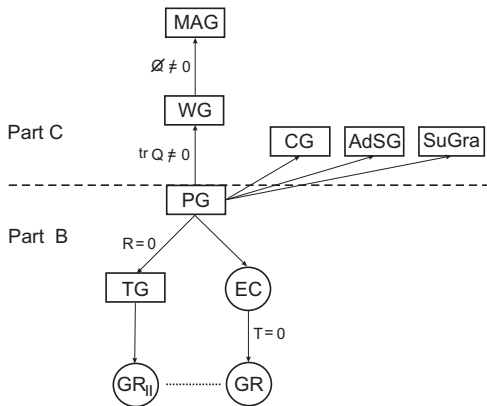 MAG
Q̸ ≠ 0
WG
Part C
CG
AdSG
SuGra
tr Q ≠ 0
PG
Part B
R = 0
TG
EC
T = 0
GR||
GR